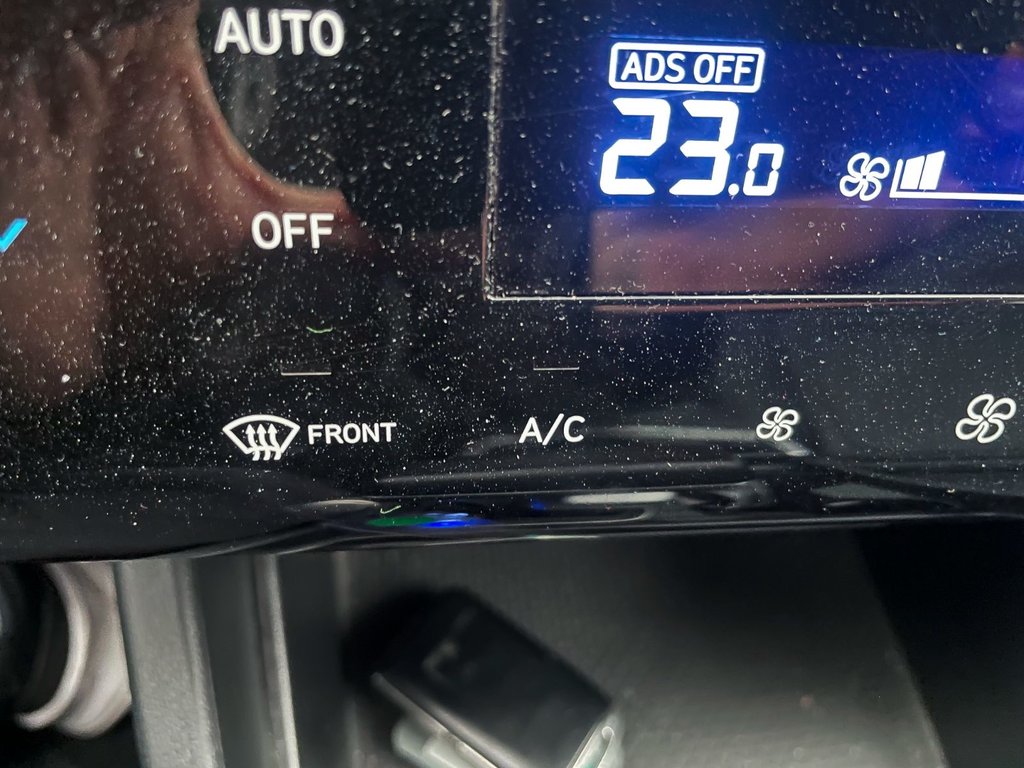 AUTO
ADS OFF
23.0
OFF
FRONT
A/C